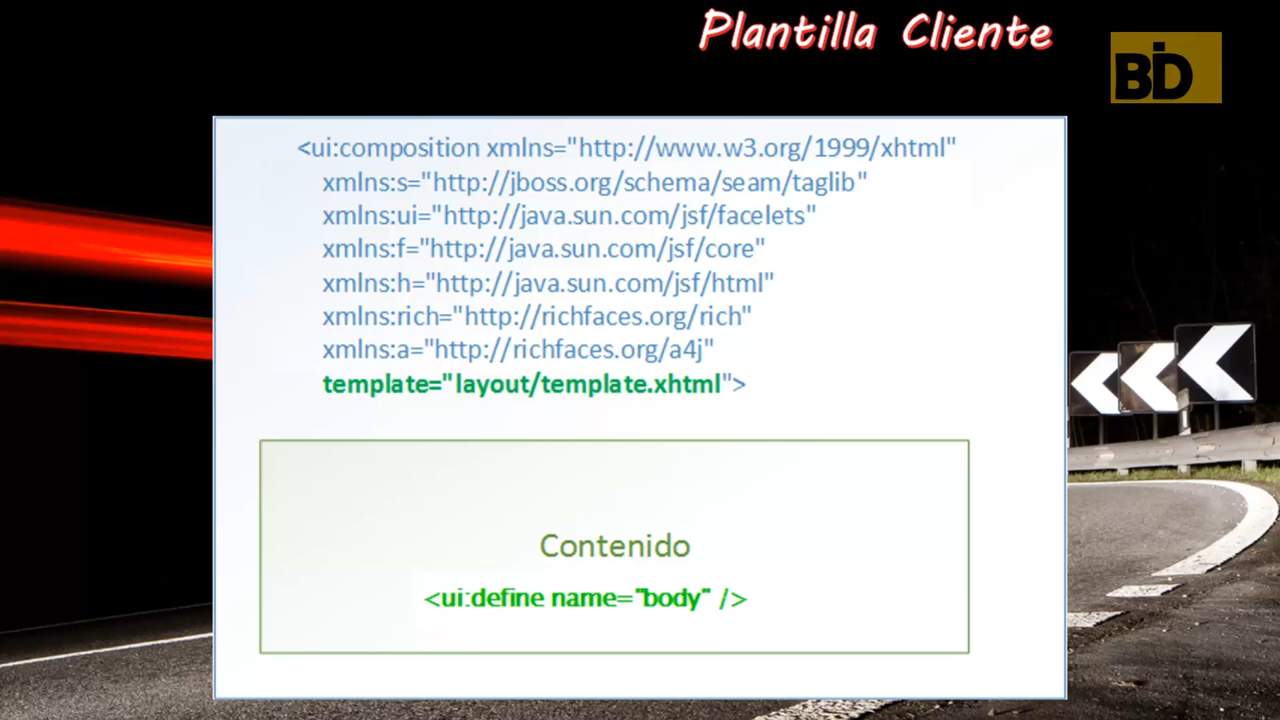 Plantilla Cliente
BID
<ui:composition xmlns="http://www.w3.org/1999/xhtml"
xmlns:s="http://jboss.org/schema/seam/taglib"
xmlns:ui="http://java.sun.com/jsf/facelets"
xmlns:f="http://java.sun.com/jsf/core"
xmlns:h="http://java.sun.com/jsf/html"
xmlns:rich="http://richfaces.org/rich"
xmlns:a="http://richfaces.org/a4j"
template="layout/template.xhtml">
Contenido
<ui:define name="body" />